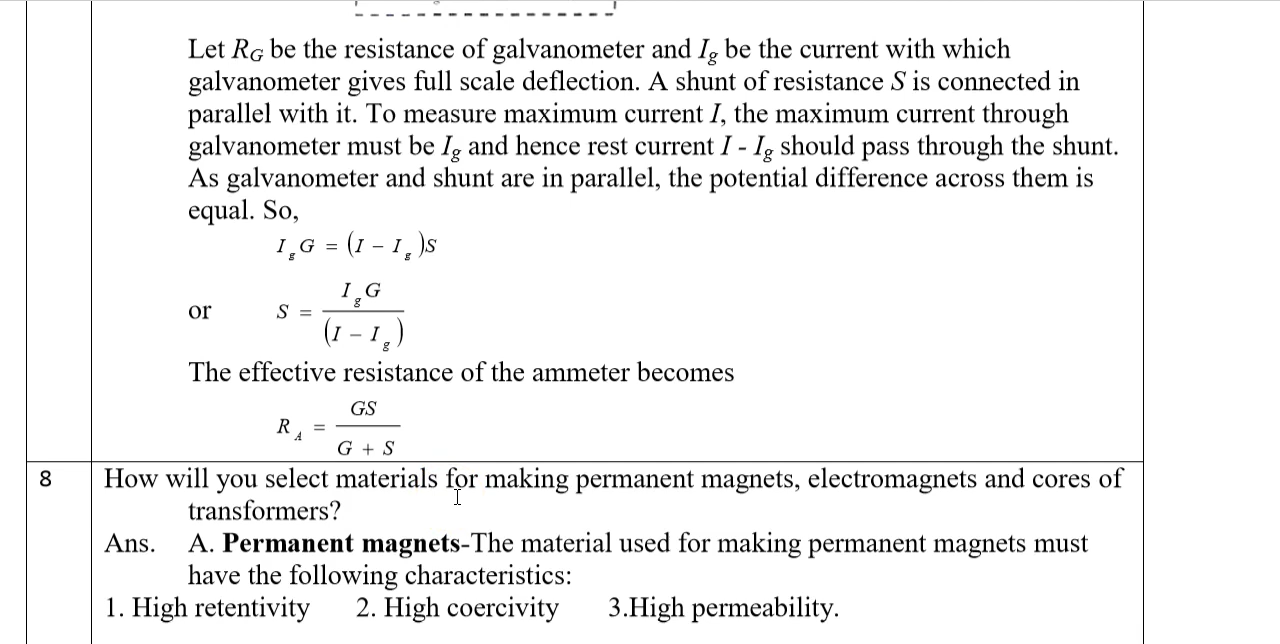 Let R_G be the resistance of galvanometer and I_g be the current with which
galvanometer gives full scale deflection. A shunt of resistance S is connected in
parallel with it. To measure maximum current I, the maximum current through
galvanometer must be I_g and hence rest current I - I_g should pass through the shunt.
As galvanometer and shunt are in parallel, the potential difference across them is
equal. So,
I_g G = (I − I_g)S
or S = I_g G / (I − I_g)
The effective resistance of the ammeter becomes
R_A = GS / G + S
8 How will you select materials for making permanent magnets, electromagnets and cores of
transformers?
Ans. A. Permanent magnets-The material used for making permanent magnets must
have the following characteristics:
1. High retentivity 2. High coercivity 3.High permeability.